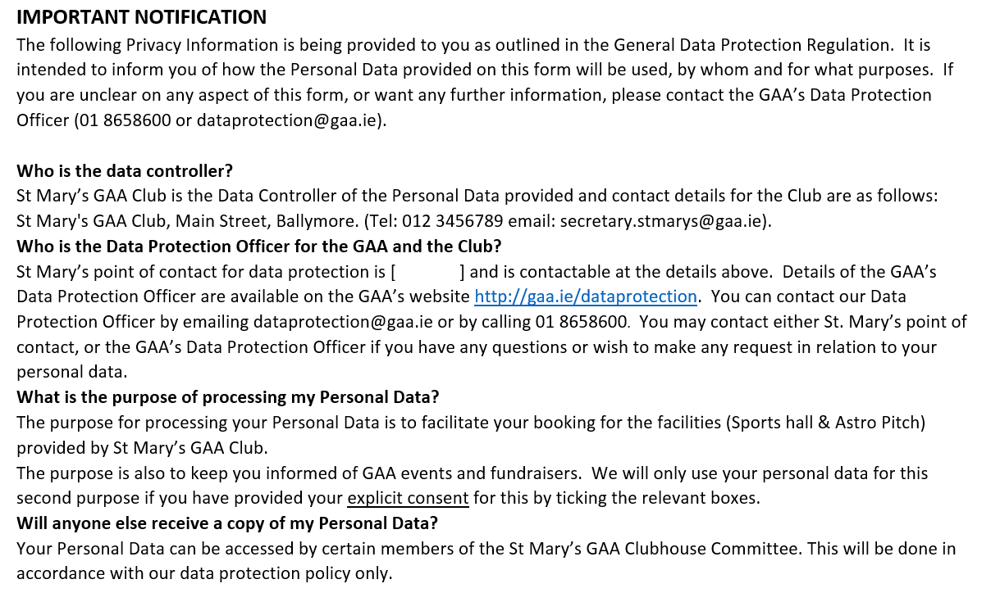 IMPORTANT NOTIFICATION
The following Privacy Information is being provided to you as outlined in the General Data Protection Regulation.  It is
intended to inform you of how the Personal Data provided on this form will be used, by whom and for what purposes.  If
you are unclear on any aspect of this form, or want any further information, please contact the GAA’s Data Protection
Officer (01 8658600 or dataprotection@gaa.ie).
Who is the data controller?
St Mary’s GAA Club is the Data Controller of the Personal Data provided and contact details for the Club are as follows:
St Mary's GAA Club, Main Street, Ballymore. (Tel: 012 3456789 email: secretary.stmarys@gaa.ie).
Who is the Data Protection Officer for the GAA and the Club?
St Mary’s point of contact for data protection is [            ] and is contactable at the details above.  Details of the GAA’s
Data Protection Officer are available on the GAA’s website http://gaa.ie/dataprotection.  You can contact our Data
Protection Officer by emailing dataprotection@gaa.ie or by calling 01 8658600.  You may contact either St. Mary’s point of
contact, or the GAA’s Data Protection Officer if you have any questions or wish to make any request in relation to your
personal data.
What is the purpose of processing my Personal Data?
The purpose for processing your Personal Data is to facilitate your booking for the facilities (Sports hall & Astro Pitch)
provided by St Mary’s GAA Club.
The purpose is also to keep you informed of GAA events and fundraisers.  We will only use your personal data for this
second purpose if you have provided your explicit consent for this by ticking the relevant boxes.
Will anyone else receive a copy of my Personal Data?
Your Personal Data can be accessed by certain members of the St Mary’s GAA Clubhouse Committee. This will be done in
accordance with our data protection policy only.